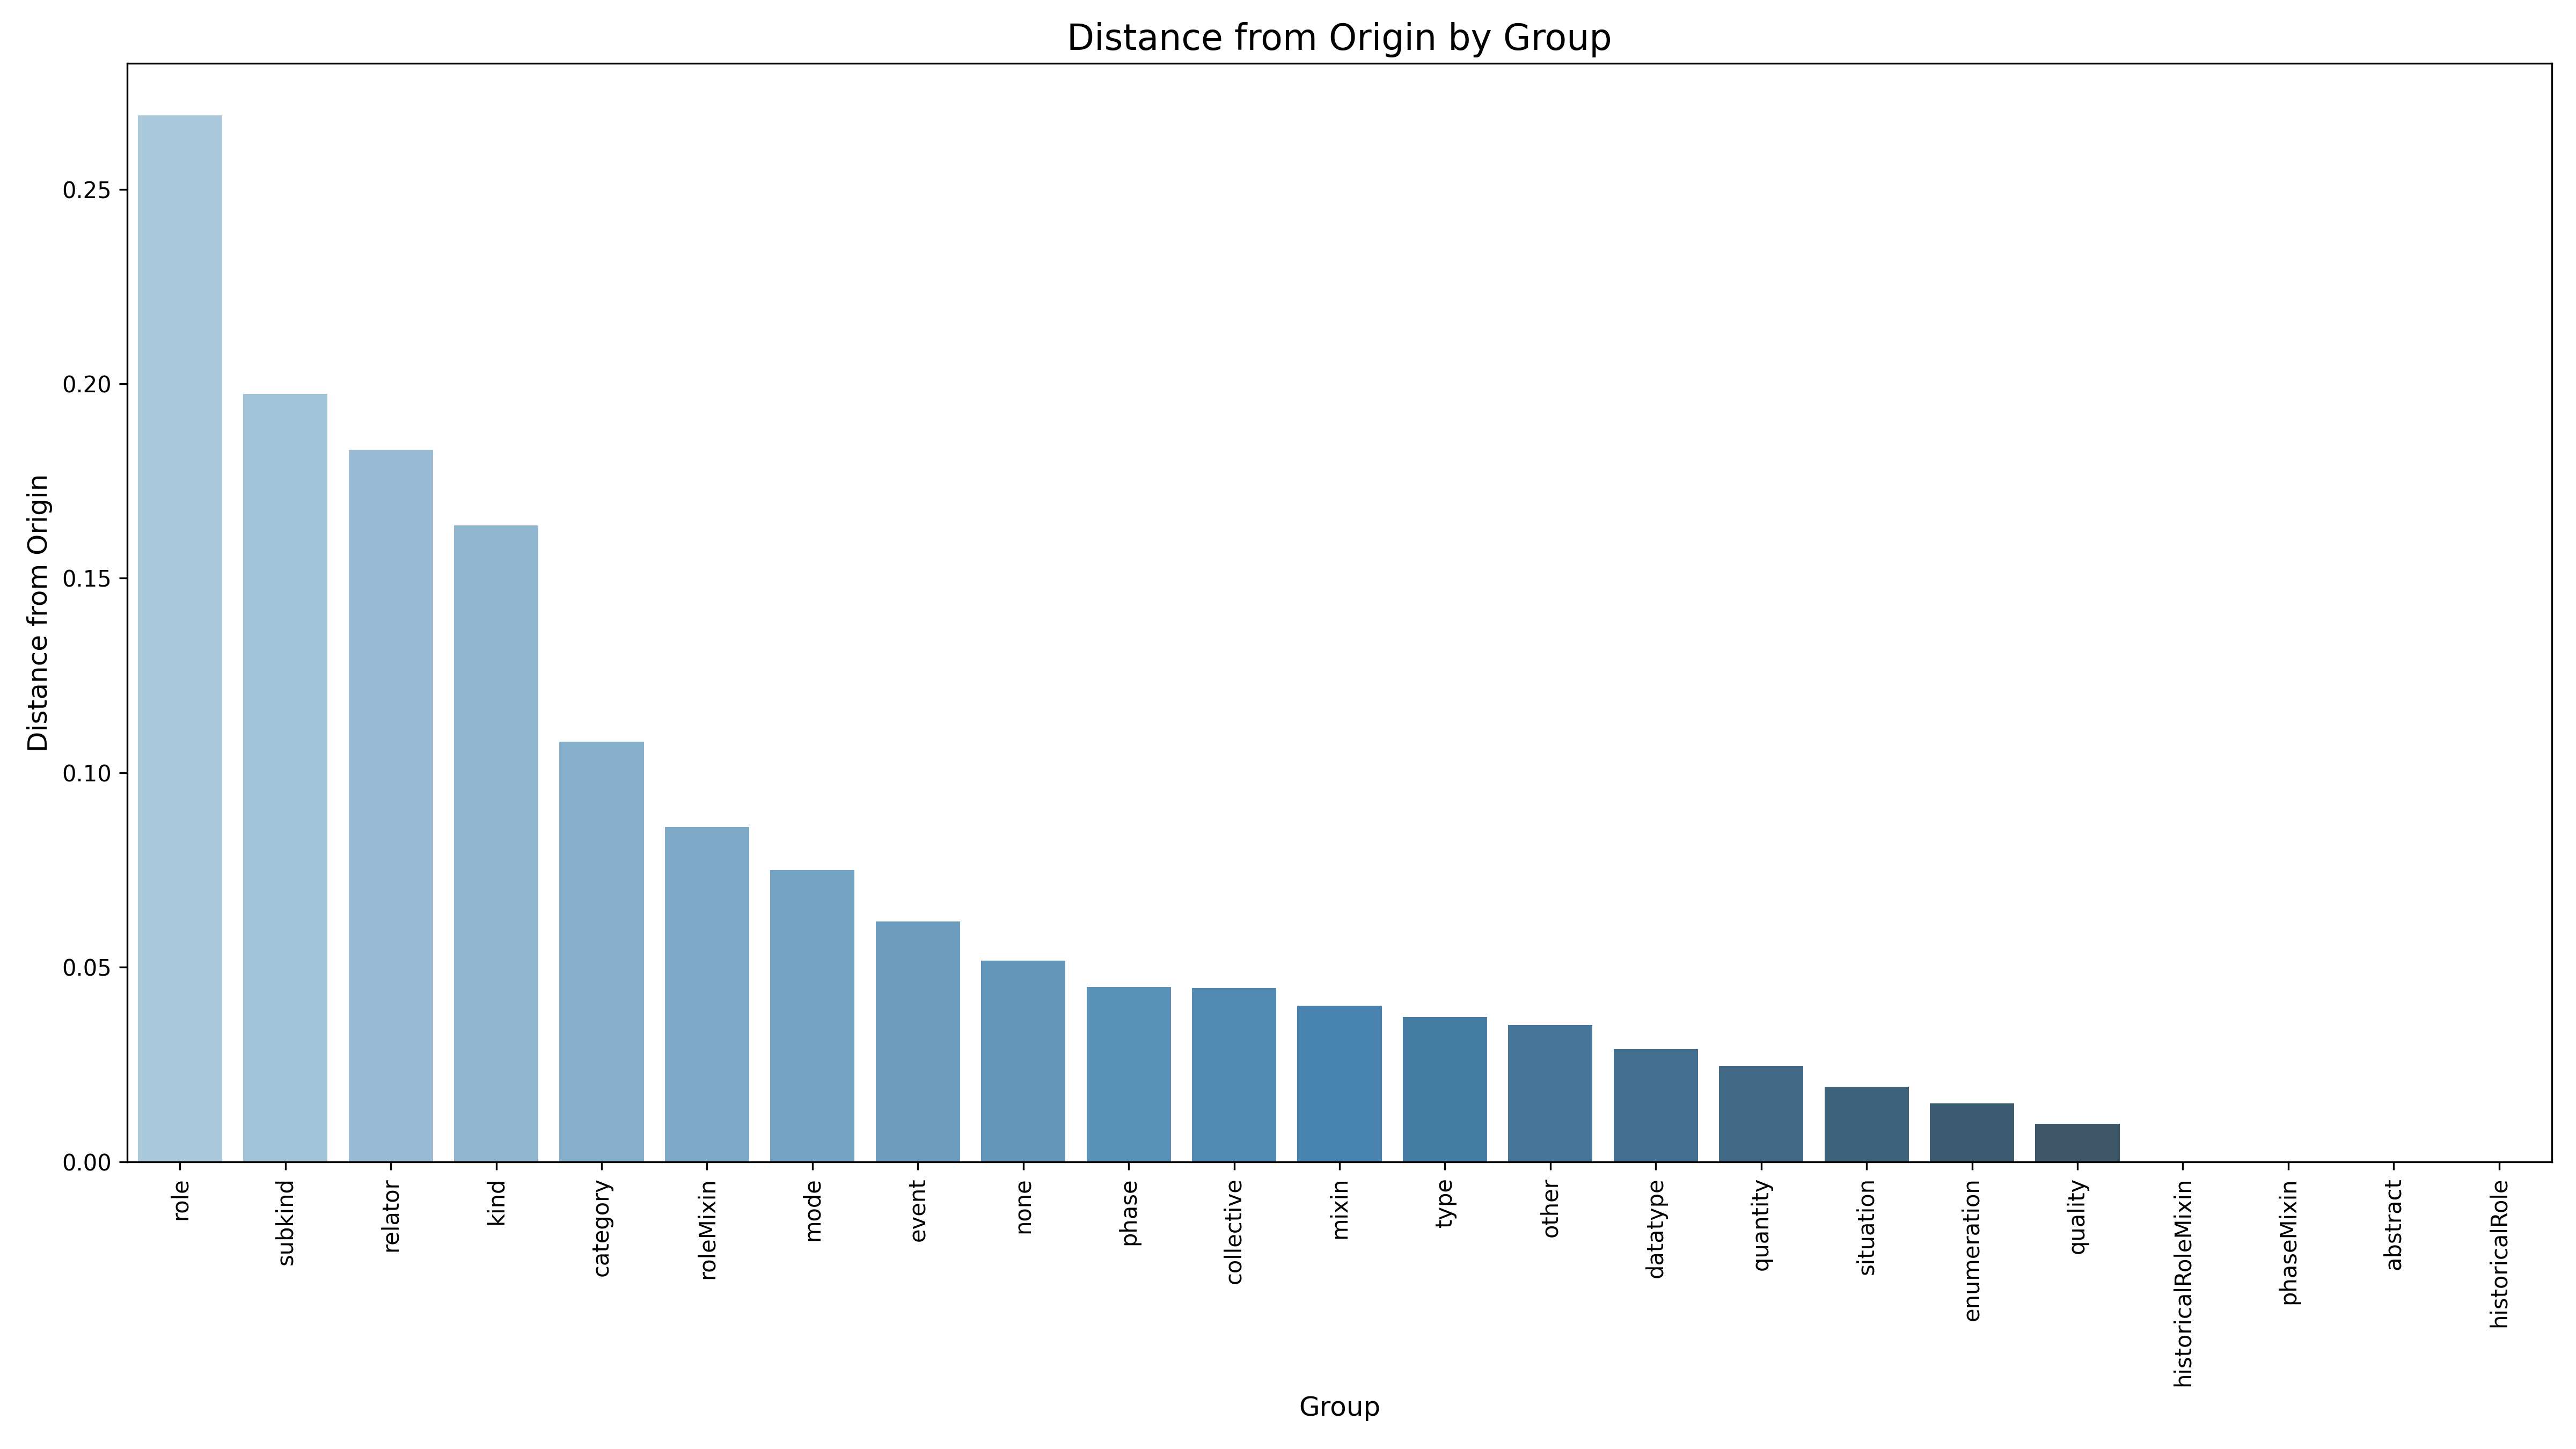 Distance from Origin by Group
Distance from Origin
0.25
0.20
0.15
0.10
0.05
0.00
role
subkind
relator
kind
category
roleMixin
mode
event
none
phase
collective
mixin
type
other
datatype
quantity
situation
enumeration
quality
historicalRoleMixin
phaseMixin
abstract
historicalRole
Group